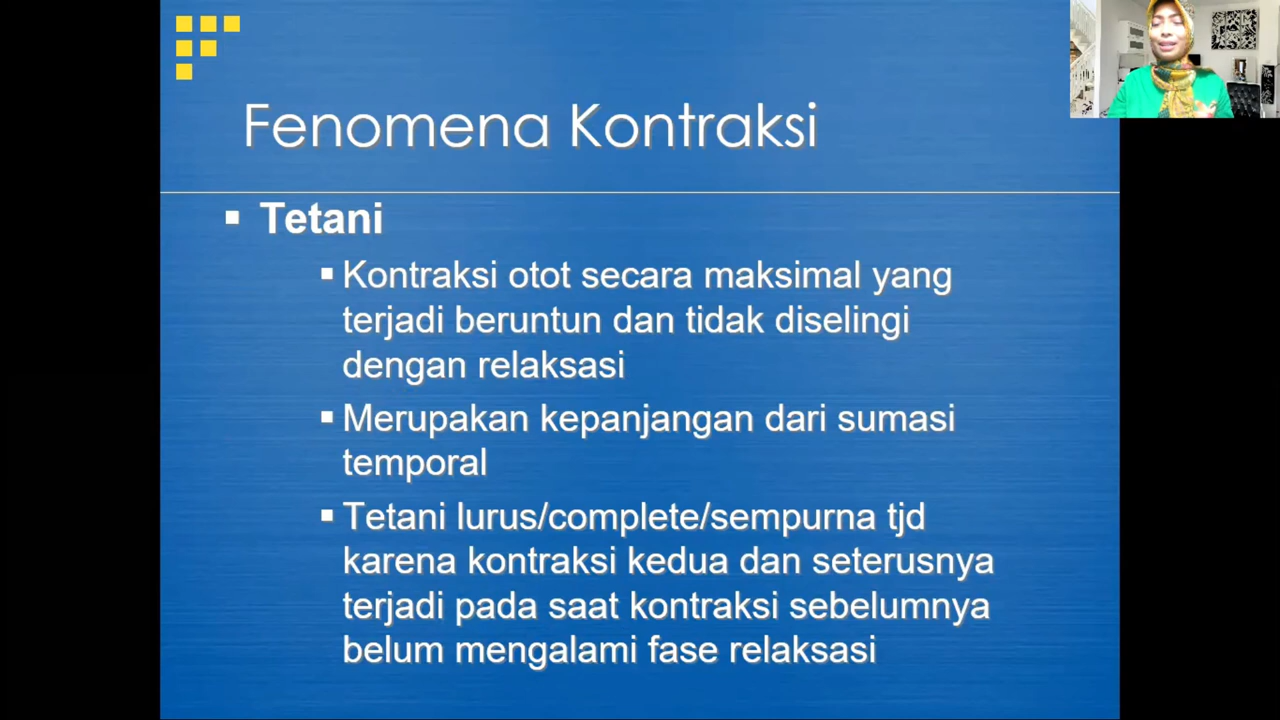 Fenomena Kontraksi
Tetani
Kontraksi otot secara maksimal yang
terjadi beruntun dan tidak diselingi
dengan relaksasi
Merupakan kepanjangan dari sumasi
temporal
Tetani lurus/complete/sempurna tjd
karena kontraksi kedua dan seterusnya
terjadi pada saat kontraksi sebelumnya
belum mengalami fase relaksasi